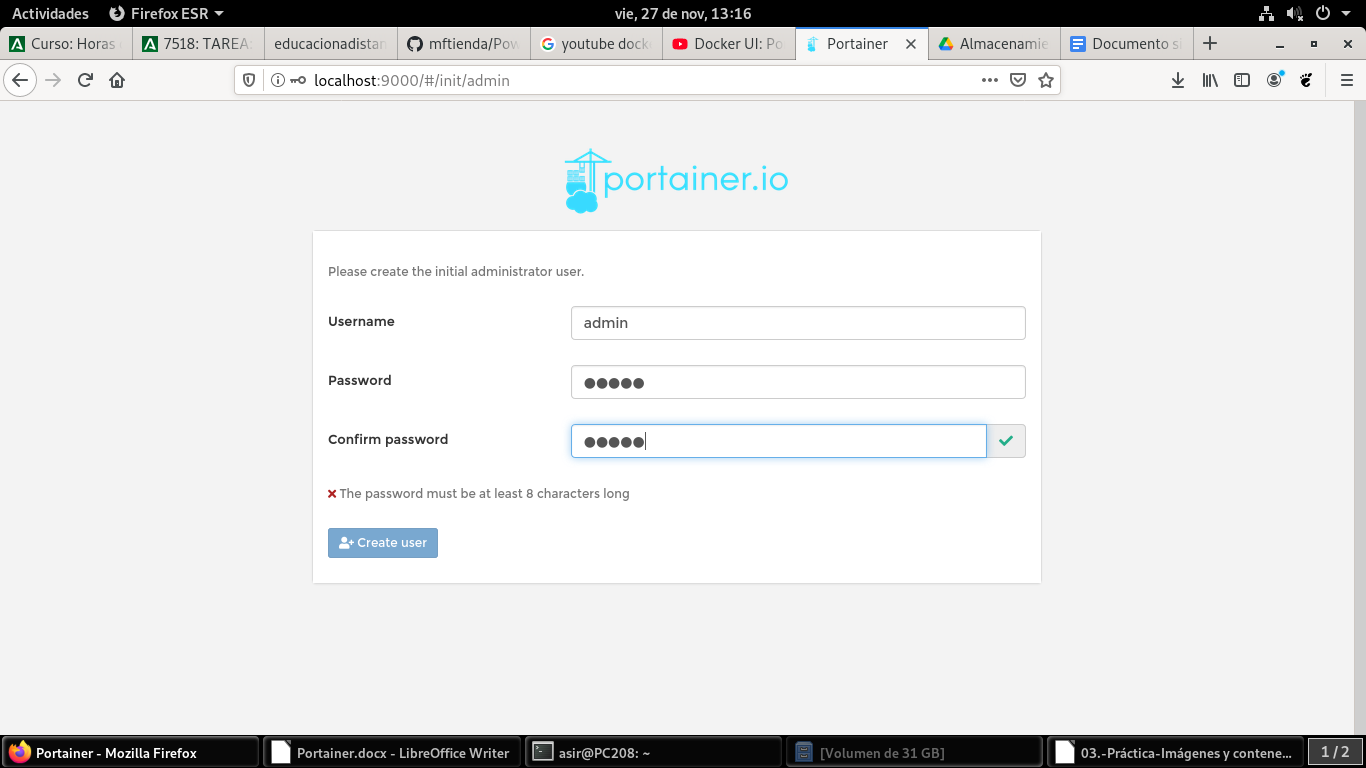 Actividades Firefox ESR vie, 27 de nov, 13:16
Curso: Horas 7518: TAREA educacionadistan mftienda/Pow youtube docke Docker UI: Po Portainer Almacenamie Documento s
localhost:9000/#/init/admin
portainer.io
Please create the initial administrator user.
Username admin
Password ●●●●●
Confirm password ●●●●●
The password must be at least 8 characters long
Create user
Portainer - Mozilla Firefox Portainer.docx - LibreOffice Writer asir@PC208: ~ [Volumen de 31 GB] 03.-Práctica-Imágenes y contene... 1 / 2